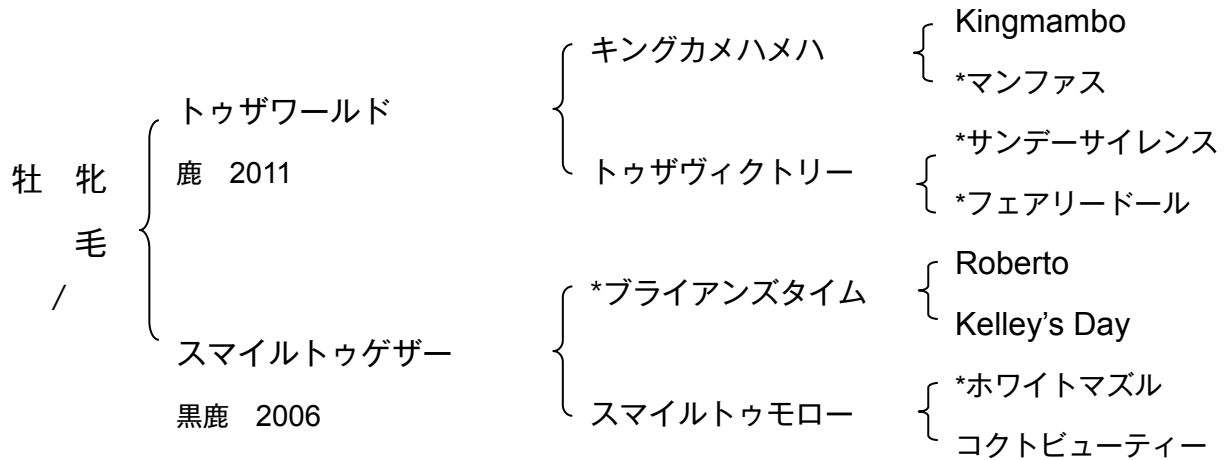 Kingmambo
キングカメハメハ
*マンファス
トゥザワールド
*サンデーサイレンス
牡　牝
鹿　2011
トゥザヴィクトリー
*フェアリードール
毛
/
Roberto
*ブライアンズタイム
Kelley’s Day
スマイルトゥゲザー
*ホワイトマズル
黒鹿　2006
スマイルトゥモロー
コクトビューティー